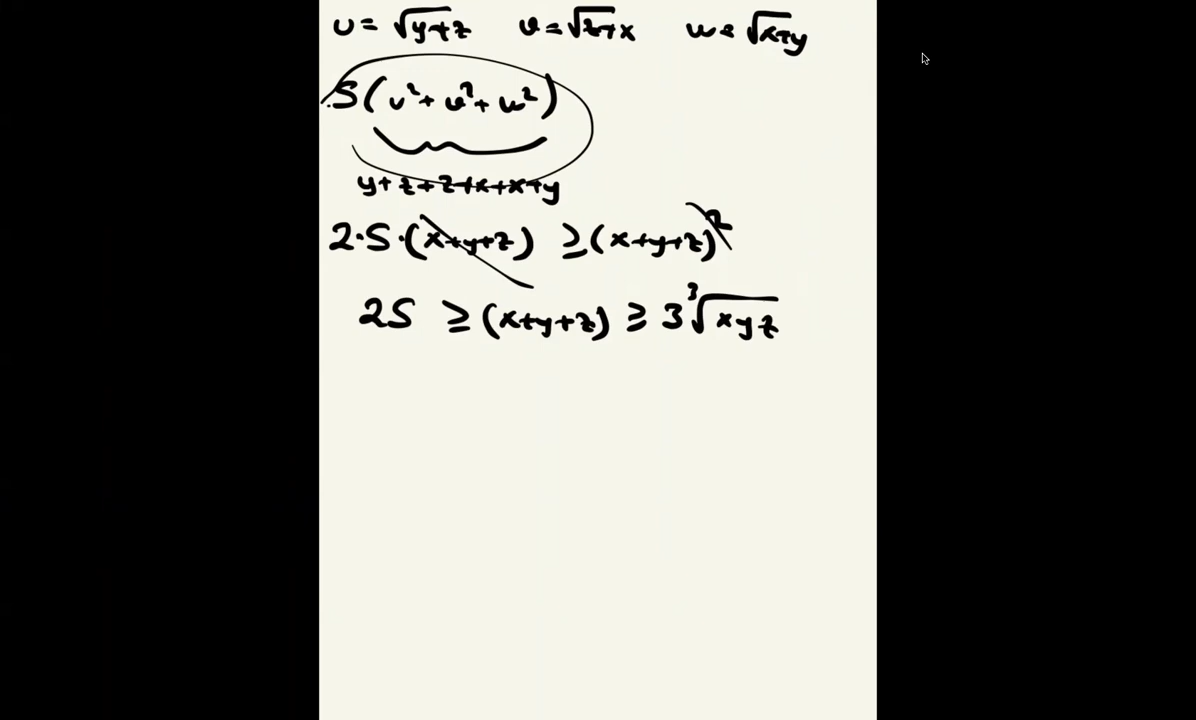 u = √(y+z) v = √(z+x) w = √(x+y)
S(u² + v² + w²)
y+z+z+x+x+y
2·S·(x+y+z) ≥ (x+y+z)²
2S ≥ (x+y+z) ≥ 3∛(xyz)